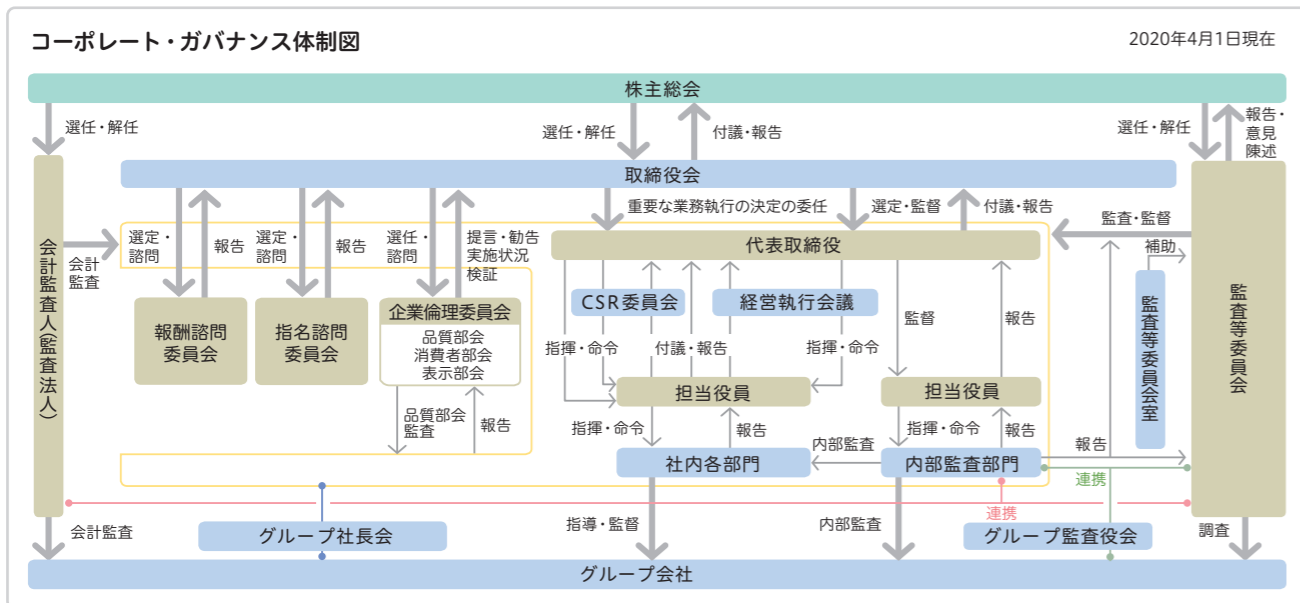 コーポレート・ガバナンス体制図
2020年4月1日現在
株主総会
選任・解任
選任・解任
付議・報告
選任・解任
報告・
意見
陳述
取締役会
会計監査人(監査法人)
会計
監査
選定・
諮問
報告
選定・
諮問
報告
選任・
諮問
提言・勧告
実施状況
検証
重要な業務執行の決定の委任
選定・監督
付議・報告
監査・監督
補助
代表取締役
報酬諮問
委員会
指名諮問
委員会
企業倫理委員会
品質部会
消費者部会
表示部会
CSR委員会
経営執行会議
監督
報告
監査等委員会室
監査等委員会
指揮・命令
付議・報告
指揮・命令
担当役員
担当役員
品質部会
監査
報告
指揮・命令
報告
指揮・命令
報告
内部監査
報告
社内各部門
内部監査部門
連携
連携
会計監査
グループ社長会
指導・監督
内部監査
グループ監査役会
調査
グループ会社